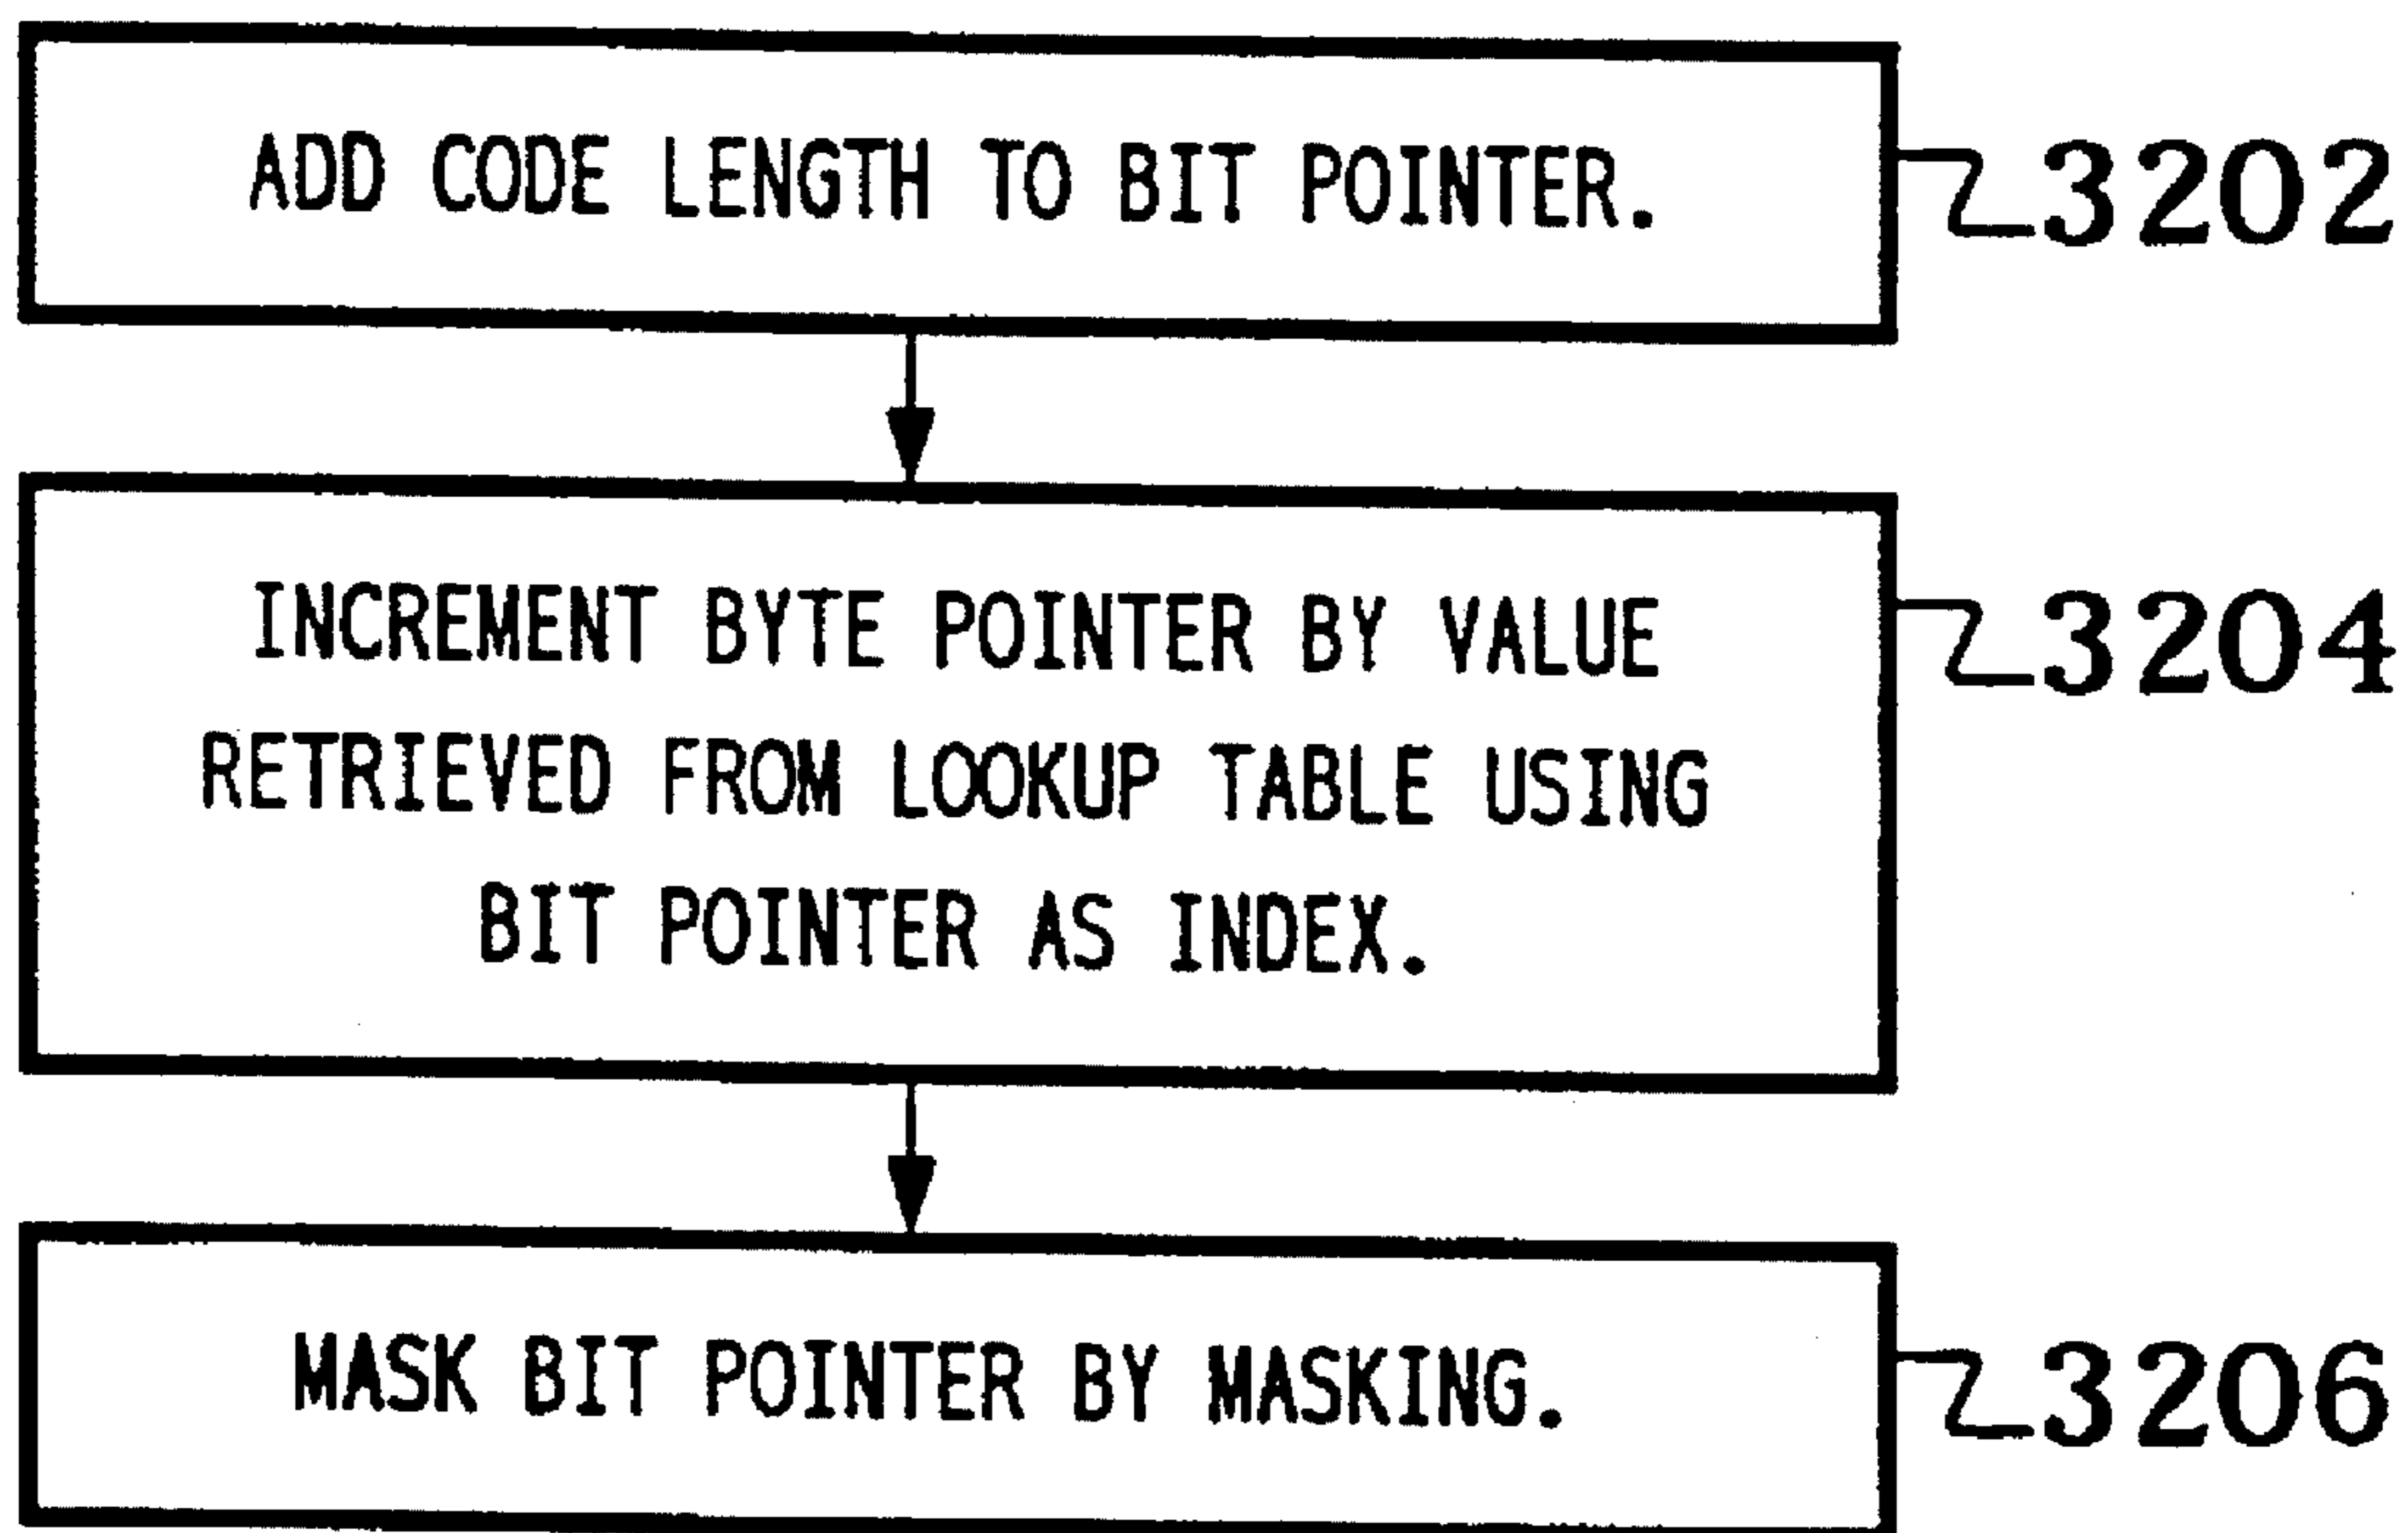 ADD CODE LENGTH TO BIT POINTER.
3202
INCREMENT BYTE POINTER BY VALUE
RETRIEVED FROM LOOKUP TABLE USING
BIT POINTER AS INDEX.
3204
MASK BIT POINTER BY MASKING.
3206